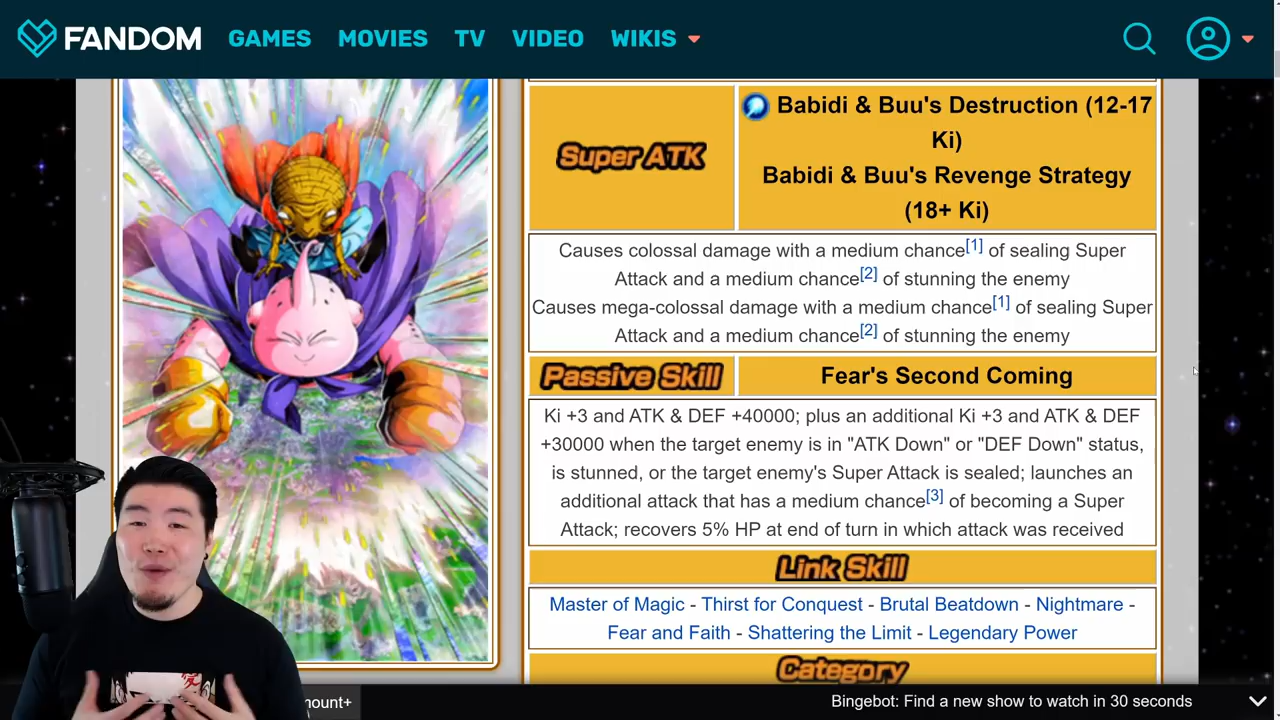 FANDOM GAMES MOVIES TV VIDEO WIKIS
Super ATK
Babidi & Buu's Destruction (12-17
Ki)
Babidi & Buu's Revenge Strategy
(18+ Ki)
Causes colossal damage with a medium chance[1] of sealing Super
Attack and a medium chance[2] of stunning the enemy
Causes mega-colossal damage with a medium chance[1] of sealing Super
Attack and a medium chance[2] of stunning the enemy
Passive Skill
Fear's Second Coming
Ki +3 and ATK & DEF +40000; plus an additional Ki +3 and ATK & DEF
+30000 when the target enemy is in "ATK Down" or "DEF Down" status,
is stunned, or the target enemy's Super Attack is sealed; launches an
additional attack that has a medium chance[3] of becoming a Super
Attack; recovers 5% HP at end of turn in which attack was received
Link Skill
Master of Magic - Thirst for Conquest - Brutal Beatdown - Nightmare -
Fear and Faith - Shattering the Limit - Legendary Power
Category
mount+
Bingebot: Find a new show to watch in 30 seconds